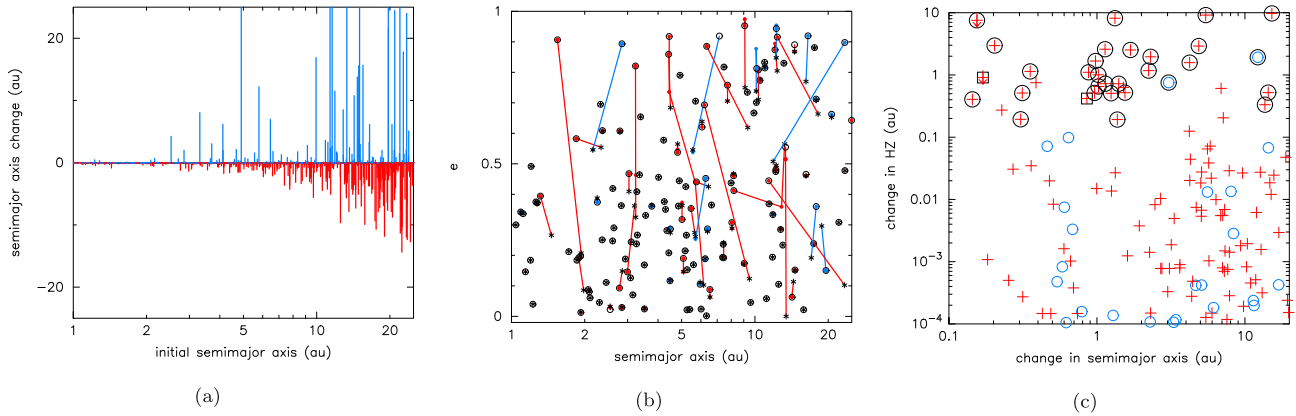 20
0
−20
1
2
5
10
20
semimajor axis change (au)
initial semimajor axis (au)
(a)
1
0.5
0
1
2
5
10
20
e
semimajor axis (au)
(b)
10
1
0.1
0.01
10⁻³
10⁻⁴
0.1
1
10
change in HZ (au)
change in semimajor axis (au)
(c)